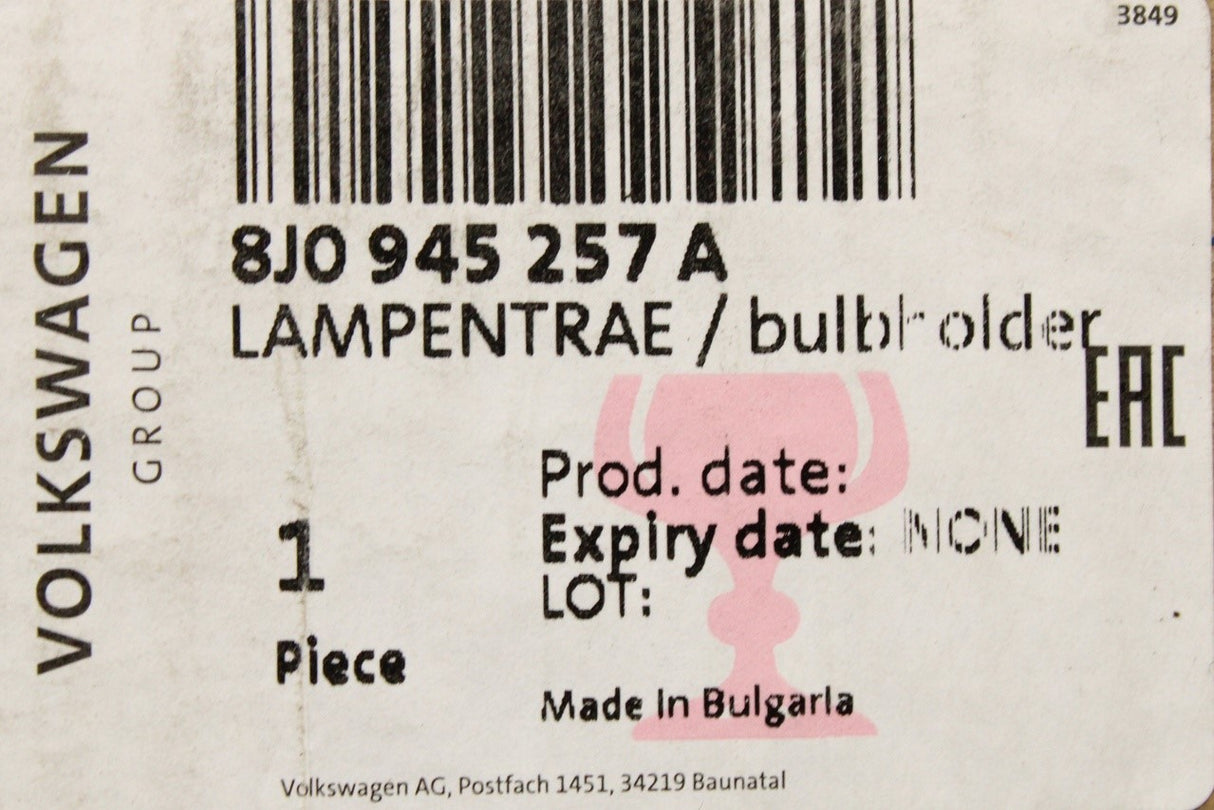 3849
VOLKSWAGEN
GROUP
8J0 945 257 A
LAMPENTRAE / bulbholder
EAC
Prod. date:
Expiry date: NONE
LOT:
1
Piece
Made In Bulgaria
Volkswagen AG, Postfach 1451, 34219 Baunatal